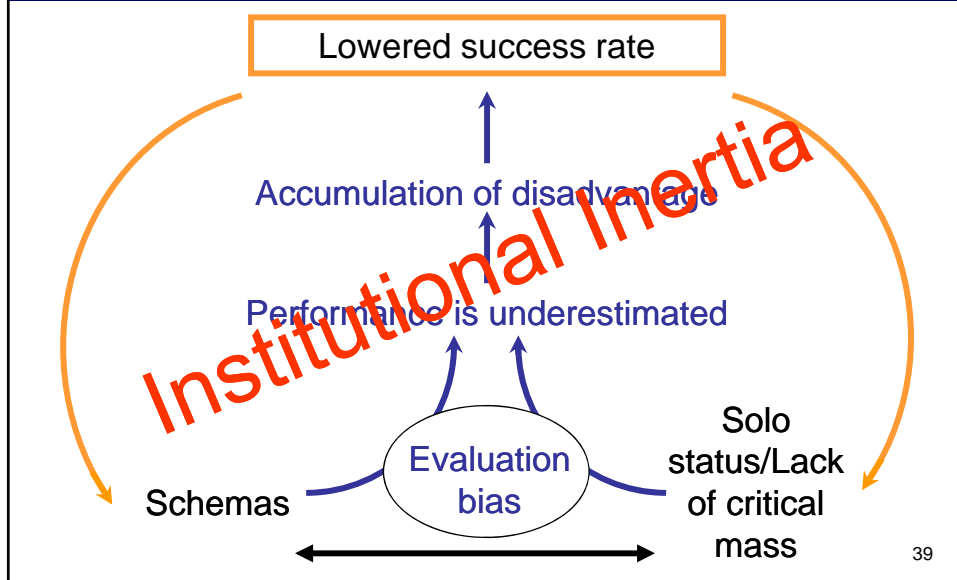 Lowered success rate
Accumulation of disadvantage
Institutional Inertia
Performance is underestimated
Evaluation
bias
Schemas
Solo
status/Lack
of critical
mass
39